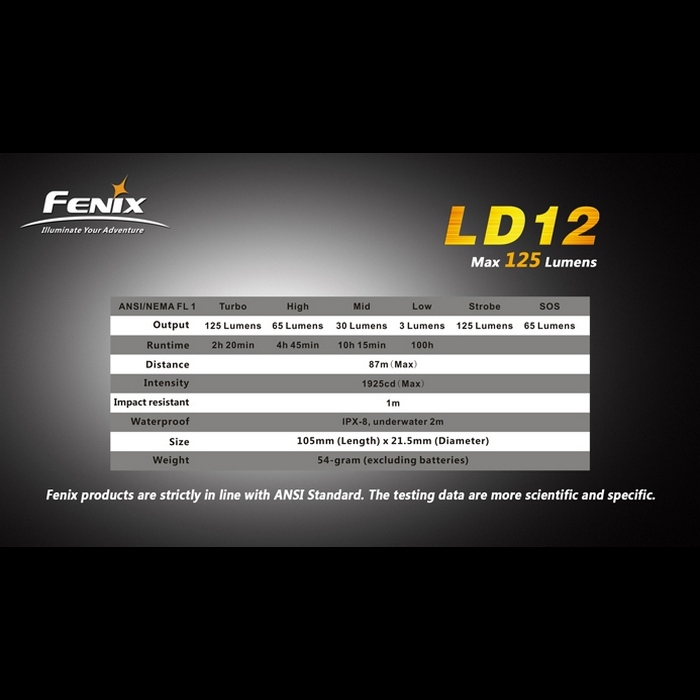 FENIX
Illuminate Your Adventure
LD12
Max 125 Lumens
ANSI/NEMA FL 1 Turbo High Mid Low Strobe SOS
Output 125 Lumens 65 Lumens 30 Lumens 3 Lumens 125 Lumens 65 Lumens
Runtime 2h 20min 4h 45min 10h 15min 100h
Distance 87m (Max)
Intensity 1925cd (Max)
Impact resistant 1m
Waterproof IPX-8, underwater 2m
Size 105mm (Length) x 21.5mm (Diameter)
Weight 54-gram (excluding batteries)
Fenix products are strictly in line with ANSI Standard. The testing data are more scientific and specific.